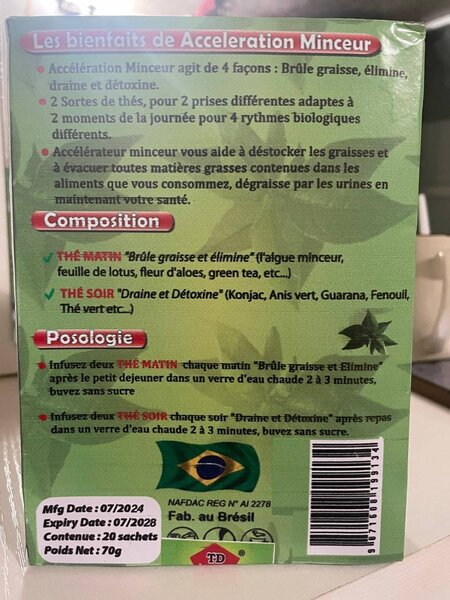 Les bienfaits de Acceleration Minceur
Accélération Minceur agit de 4 façons : Brûle graisse, élimine,
draine et détoxine.
2 Sortes de thés, pour 2 prises différentes adaptés à
2 moments de la journée pour 4 rythmes biologiques
différents.
Accélérateur minceur vous aide à déstocker les graisses et
à évacuer toutes matières grasses contenues dans les
aliments que vous consommez, dégraisse par les urines en
maintenant votre santé.
Composition
THÉ MATIN "Brûle graisse et élimine" (l'algue minceur,
feuille de lotus, fleur d'aloes, green tea, etc...)
THÉ SOIR "Draine et Détoxine" (Konjac, Anis vert, Guarana, Fenouil,
Thé vert etc...)
Posologie
Infusez deux THÉ MATIN chaque matin "Brûle graisse et Elimine"
après le petit dejeuner dans un verre d'eau chaude 2 à 3 minutes,
buvez sans sucre
Infusez deux THÉ SOIR chaque soir "Draine et Détoxine" après repas
dans un verre d'eau chaude 2 à 3 minutes, buvez sans sucre.
NAFDAC REG N° AI 2278
Fab. au Brésil
Mfg Date : 07/2024
Expiry Date : 07/2028
Contenue : 20 sachets
Poids Net : 70g
TD
9 871608 199134